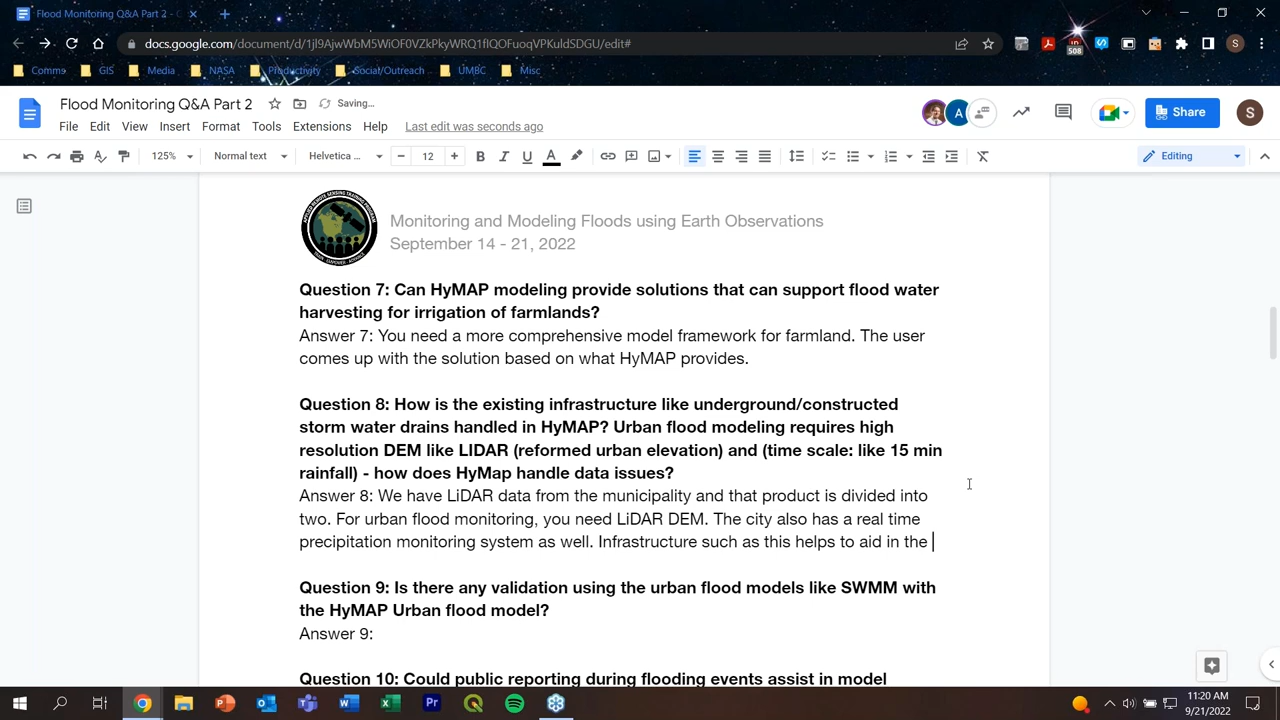 Flood Monitoring Q&A Part 2 - G
docs.google.com/document/d/1jl9AjwWbM5WiOF0VZkPkyWRQ1flQOFuoqVPKuldSDGU/edit#
508
S
Comms
GIS
Media
NASA
Productivity
Social/Outreach
UMBC
Misc
Flood Monitoring Q&A Part 2
Saving...
A
Share
S
File Edit View Insert Format Tools Extensions Help Last edit was seconds ago
125% Normal text Helvetica ... 12 B I U A Editing
Monitoring and Modeling Floods using Earth Observations
September 14 - 21, 2022
Question 7: Can HyMAP modeling provide solutions that can support flood water
harvesting for irrigation of farmlands?
Answer 7: You need a more comprehensive model framework for farmland. The user
comes up with the solution based on what HyMAP provides.
Question 8: How is the existing infrastructure like underground/constructed
storm water drains handled in HyMAP? Urban flood modeling requires high
resolution DEM like LIDAR (reformed urban elevation) and (time scale: like 15 min
rainfall) - how does HyMap handle data issues?
Answer 8: We have LiDAR data from the municipality and that product is divided into
two. For urban flood monitoring, you need LiDAR DEM. The city also has a real time
precipitation monitoring system as well. Infrastructure such as this helps to aid in the
Question 9: Is there any validation using the urban flood models like SWMM with
the HyMAP Urban flood model?
Answer 9:
Question 10: Could public reporting during flooding events assist in model
11:20 AM
9/21/2022